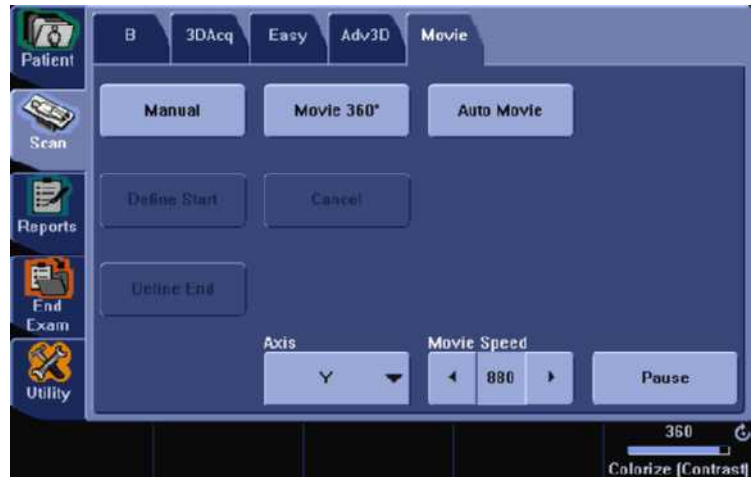 B 3DAcq Easy Adv3D Movie
Patient
Manual Movie 360° Auto Movie
Scan
Define Start Cancel
Reports
Define End
End
Exam
Axis Movie Speed
Y 880 Pause
Utility
360
Colorize [Contrast]